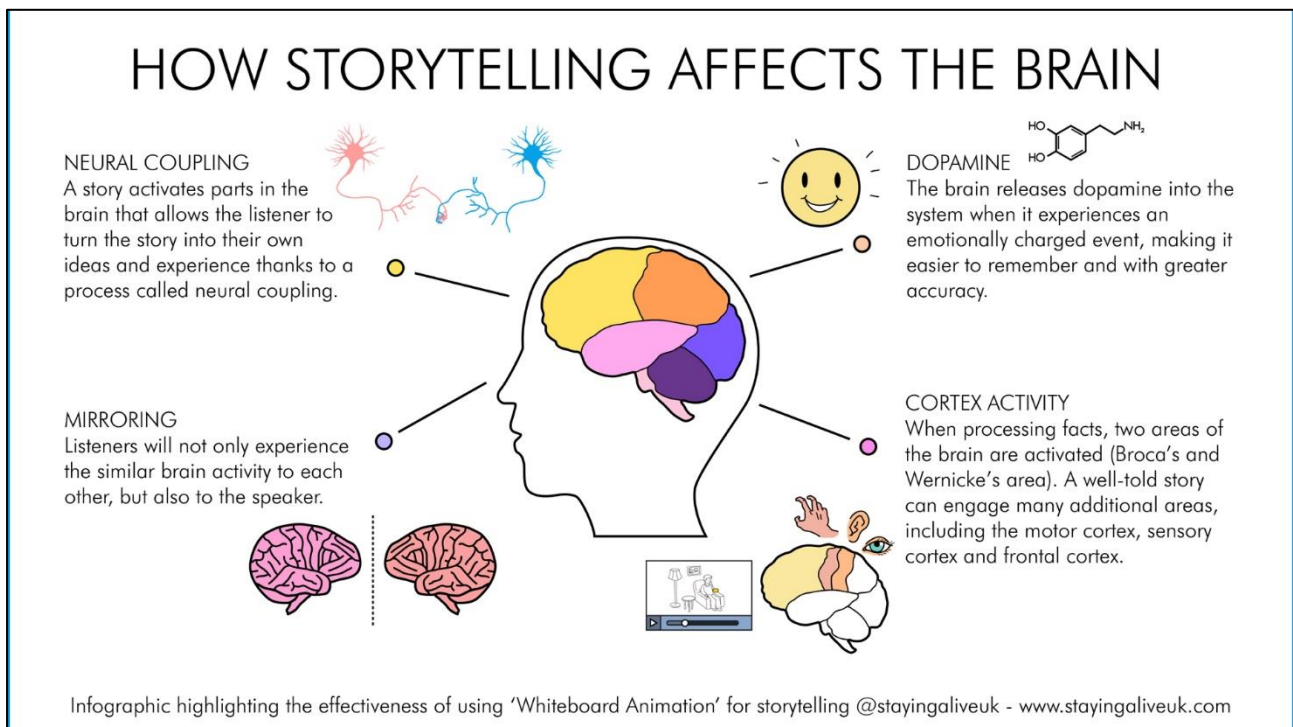 HOW STORYTELLING AFFECTS THE BRAIN
NEURAL COUPLING
A story activates parts in the
brain that allows the listener to
turn the story into their own
ideas and experience thanks to a
process called neural coupling.
HO
HO
NH₂
DOPAMINE
The brain releases dopamine into the
system when it experiences an
emotionally charged event, making it
easier to remember and with greater
accuracy.
MIRRORING
Listeners will not only experience
the similar brain activity to each
other, but also to the speaker.
CORTEX ACTIVITY
When processing facts, two areas of
the brain are activated (Broca's and
Wernicke's area). A well-told story
can engage many additional areas,
including the motor cortex, sensory
cortex and frontal cortex.
Infographic highlighting the effectiveness of using 'Whiteboard Animation' for storytelling @stayingaliveuk - www.stayingaliveuk.com